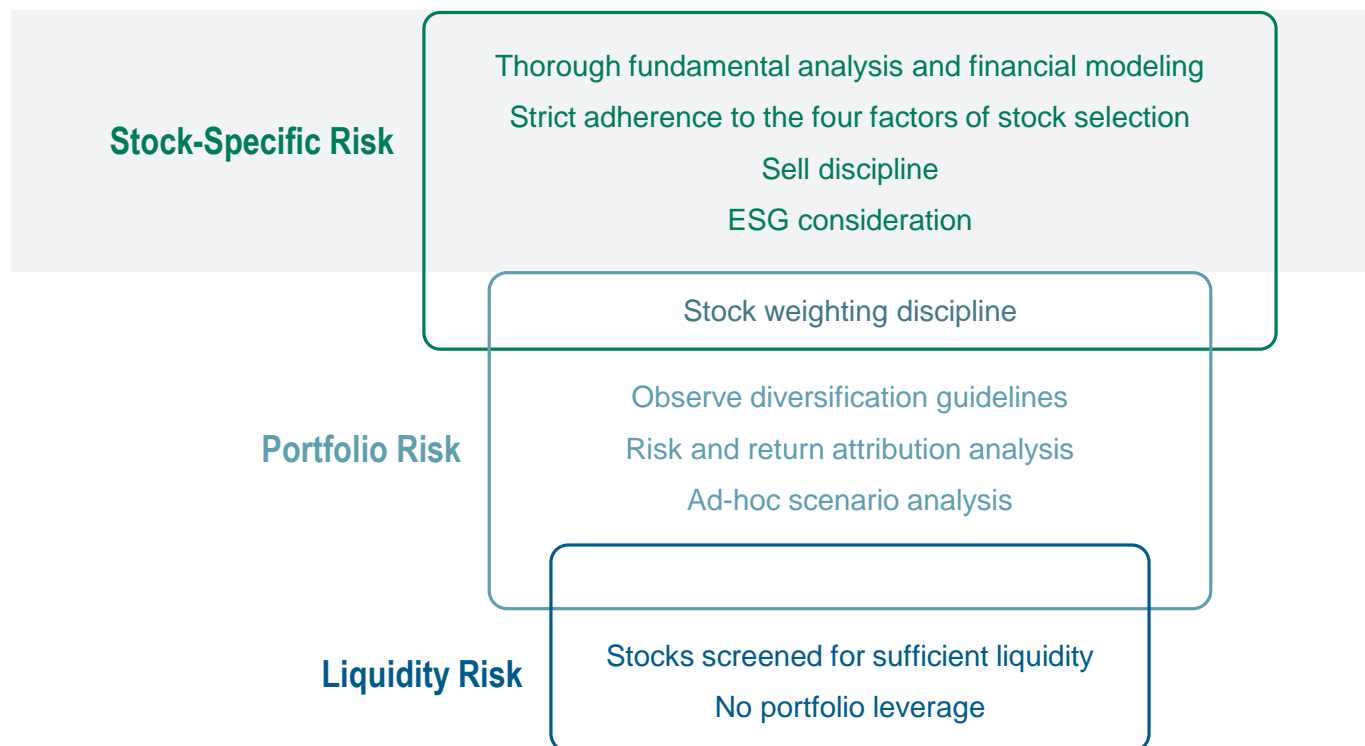 Thorough fundamental analysis and financial modeling
Strict adherence to the four factors of stock selection
Stock-Specific Risk
Sell discipline
ESG consideration
Stock weighting discipline
Observe diversification guidelines
Portfolio Risk
Risk and return attribution analysis
Ad-hoc scenario analysis
Liquidity Risk
Stocks screened for sufficient liquidity
No portfolio leverage